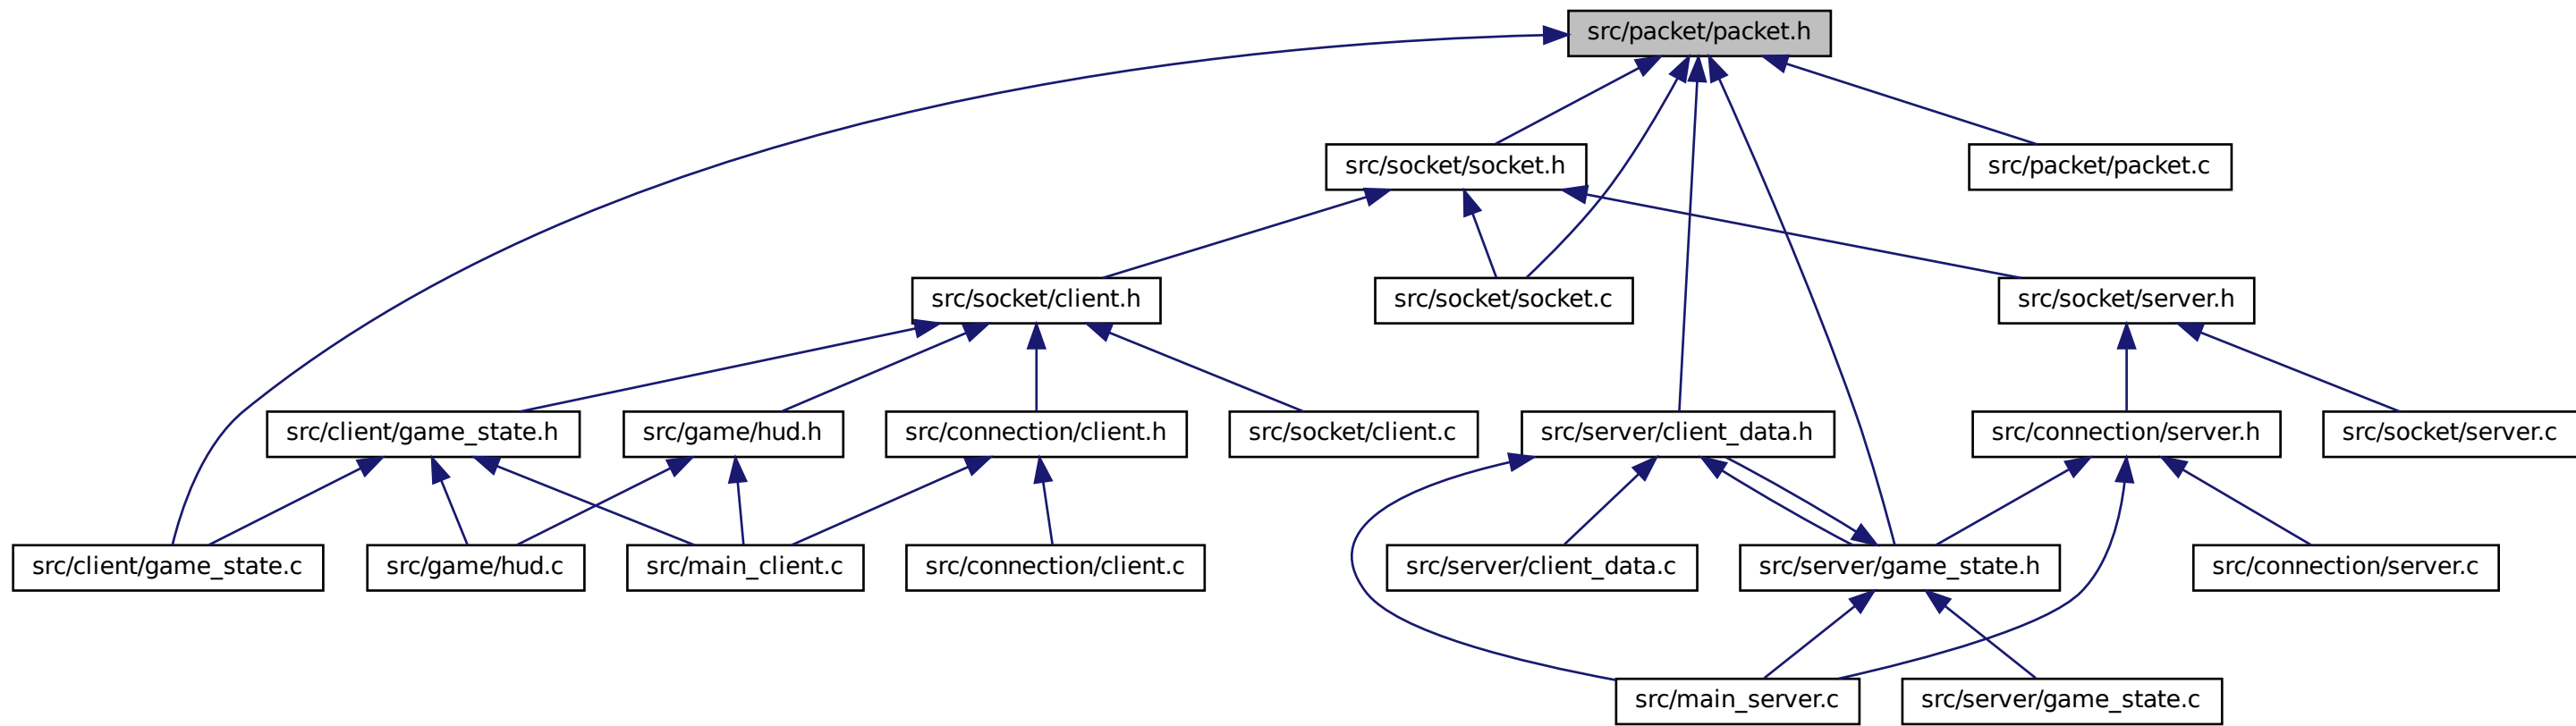 src/packet/packet.h
src/socket/socket.h
src/packet/packet.c
src/socket/client.h
src/socket/socket.c
src/socket/server.h
src/client/game_state.h
src/game/hud.h
src/connection/client.h
src/socket/client.c
src/server/client_data.h
src/connection/server.h
src/socket/server.c
src/client/game_state.c
src/game/hud.c
src/main_client.c
src/connection/client.c
src/server/client_data.c
src/server/game_state.h
src/connection/server.c
src/main_server.c
src/server/game_state.c